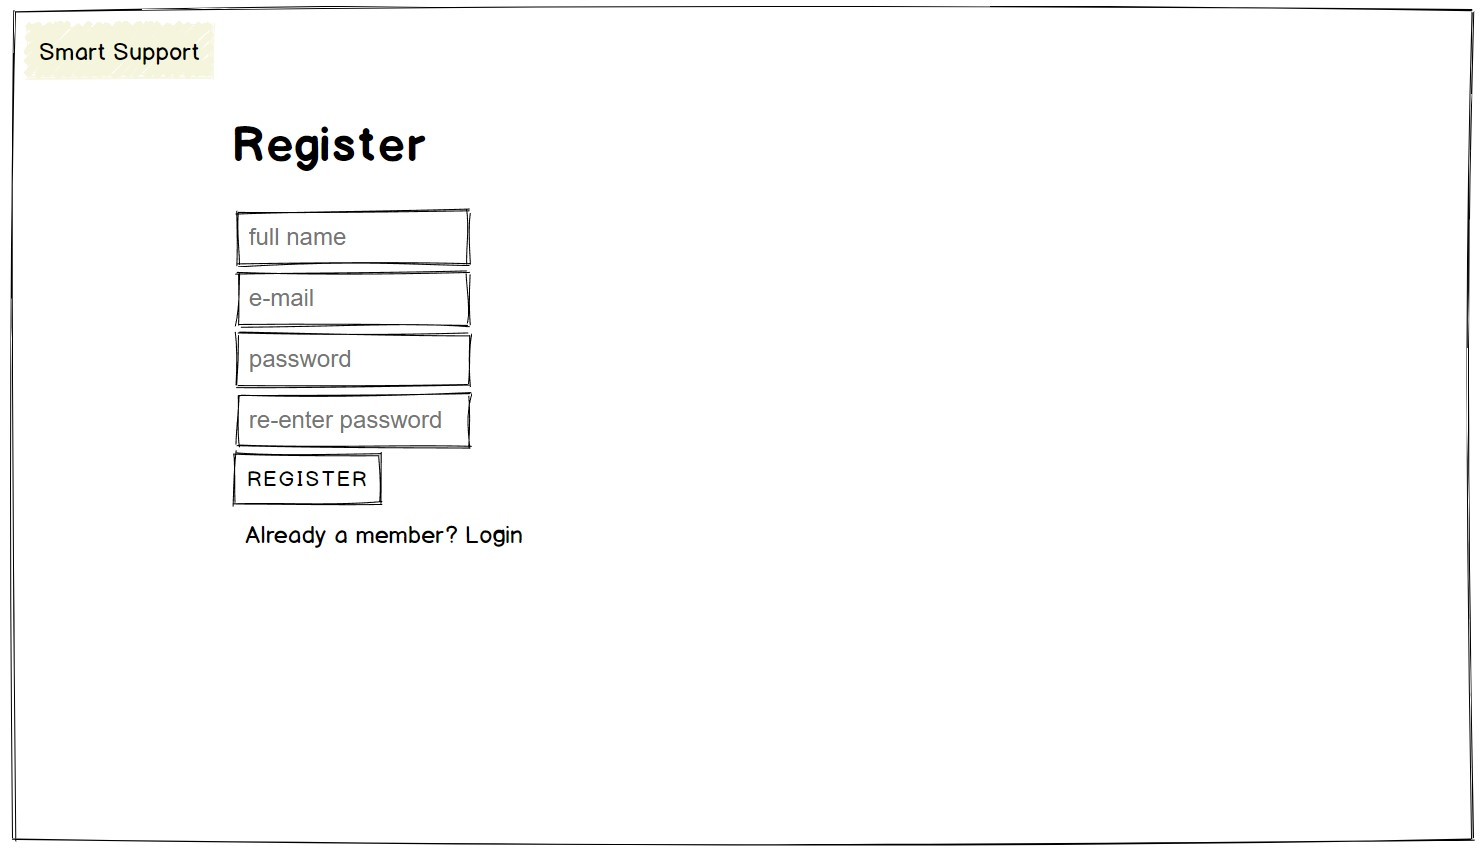 Smart Support
Register
full name
e-mail
password
re-enter password
REGISTER
Already a member? Login